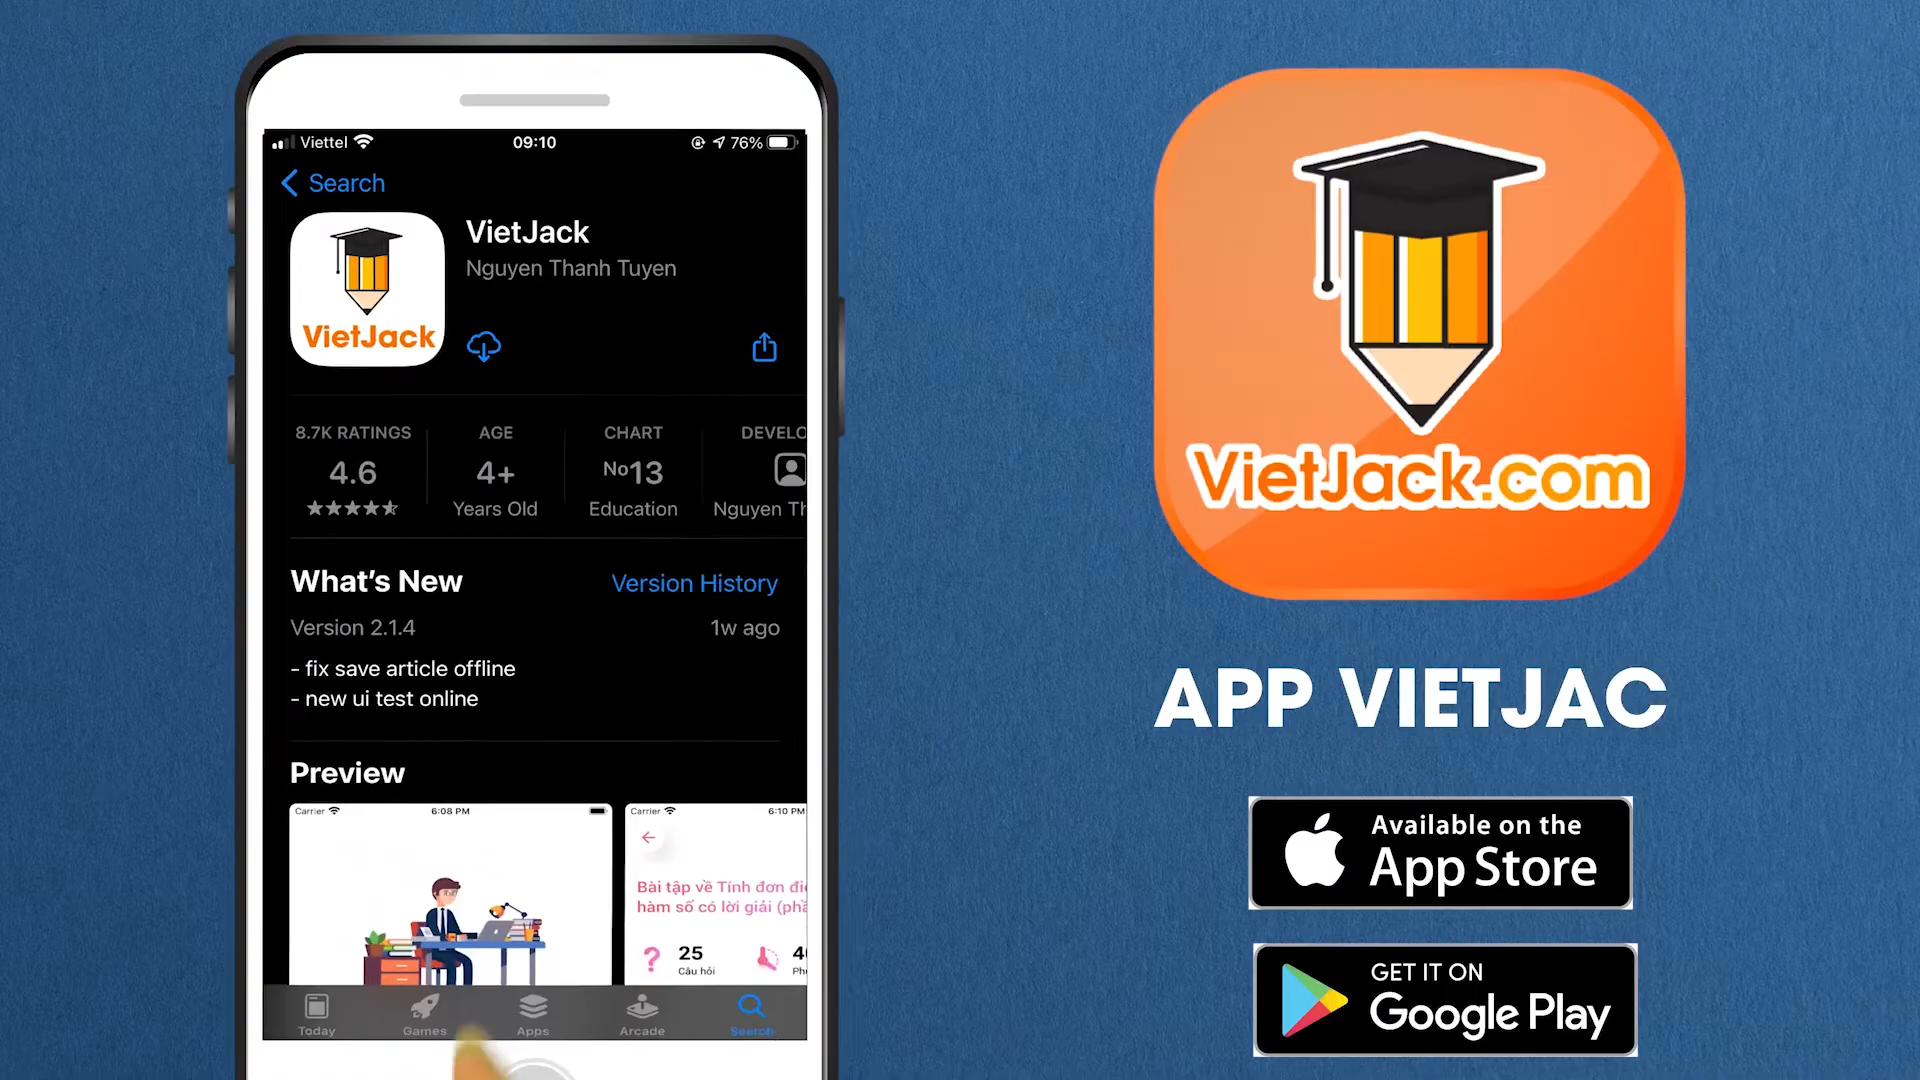 Viettel
09:10
76%
Search
VietJack
VietJack
Nguyen Thanh Tuyen
8.7K RATINGS
4.6
AGE
4+
Years Old
CHART
No13
Education
DEVELO
Nguyen Th
What's New
Version History
Version 2.1.4
1w ago
- fix save article offline
- new ui test online
Preview
Carrier
6:08 PM
Carrier
6:10 PM
Bài tập về Tính đơn đi
hàm số có lời giải (ph
25
Câu hỏi
Today
Games
Apps
Arcade
Search
VietJack.com
APP VIETJAC
Available on the
App Store
GET IT ON
Google Play